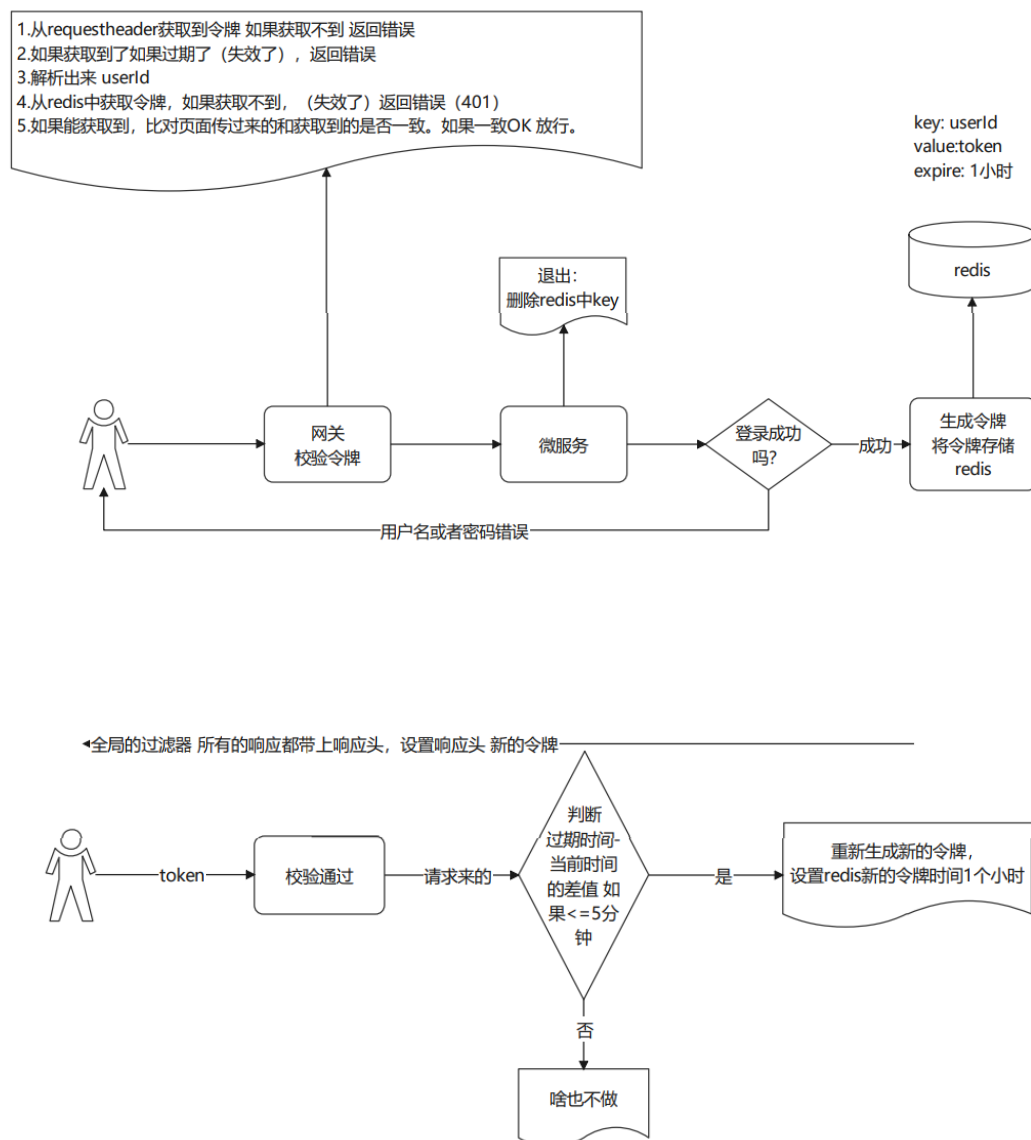 1.从requestheader获取到令牌 如果获取不到 返回错误
2.如果获取到了如果过期了（失效了），返回错误
3.解析出来 userId
4.从redis中获取令牌，如果获取不到，（失效了）返回错误（401）
5.如果能获取到，比对页面传过来的和获取到的是否一致。如果一致OK 放行。
key: userId
value:token
expire: 1小时
redis
退出：
删除redis中key
网关
校验令牌
微服务
登录成功
吗?
成功
生成令牌
将令牌存储
redis
用户名或者密码错误
全局的过滤器 所有的响应都带上响应头，设置响应头 新的令牌
token
校验通过
请求来的
判断
过期时间-
当前时间
的差值 如
果<=5分
钟
是
重新生成新的令牌，
设置redis新的令牌时间1个小时
否
啥也不做